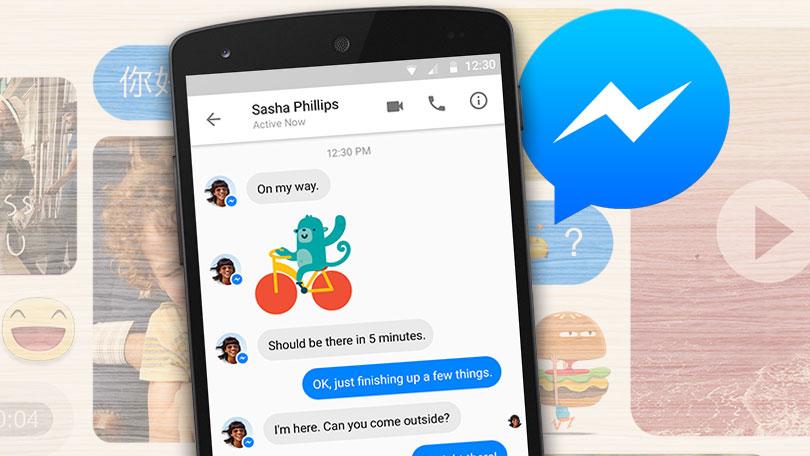 你好
12:30
Sasha Phillips
Active Now
12:30 PM
On my way.
S S
U
?
Should be there in 5 minutes.
OK, just finishing up a few things.
0:04
I'm here. Can you come outside?